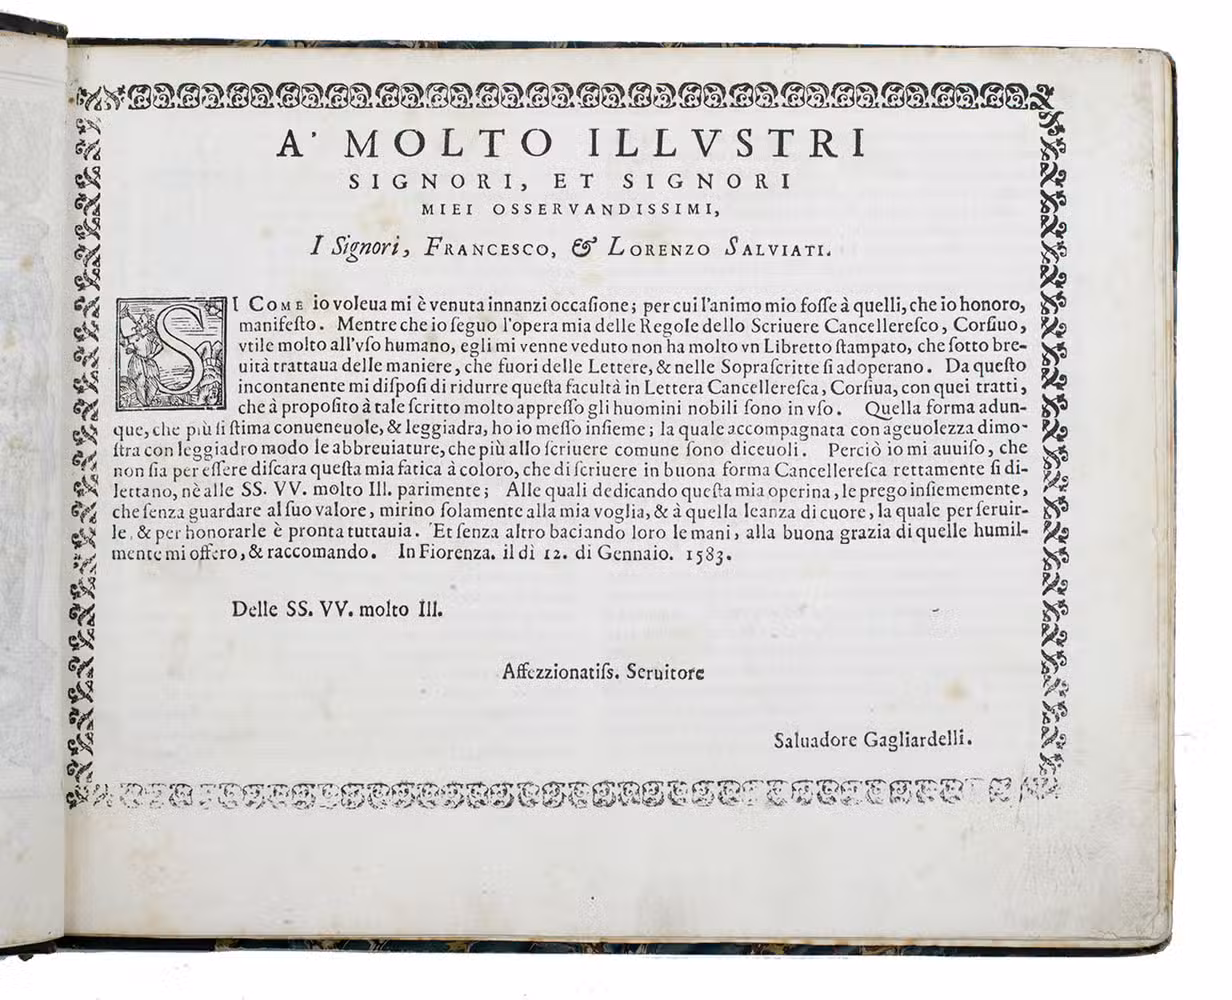 A' MOLTO ILLVSTRI
SIGNORI, ET SIGNORI
MIEI OSSERVANDISSIMI,
I Signori, FRANCESCO, & LORENZO SALVIATI.
SI COME io voleua mi è venuta innanzi occaſione; per cui l'animo mio foſſe à quelli, che io honoro,
manifeſto. Mentre che io ſeguo l'opera mia delle Regole dello Scriuere Cancellereſco, Corſiuo,
vtile molto all'vſo humano, egli mi venne veduto non ha molto vn Libretto ſtampato, che ſotto bre-
uità trattaua delle maniere, che fuori delle Lettere, & nelle Sopraſcritte ſi adoperano. Da queſto
incontanente mi diſpoſi di ridurre queſta facultà in Lettera Cancellereſca, Corſiua, con quei tratti,
che à propoſito à tale ſcritto molto appreſſo gli huomini nobili ſono in vſo. Quella forma adun-
que, che più ſi ſtima conueneuole, & leggiadra, ho io meſſo inſieme; la quale accompagnata con ageuolezza dimo-
ſtra con leggiadro modo le abbreuiature, che più allo ſcriuere comune ſono diceuoli. Perciò io mi auuiſo, che
non ſia per eſſere diſcara queſta mia fatica à coloro, che di ſcriuere in buona forma Cancellereſca rettamente ſi di-
lettano, nè alle SS. VV. molto Ill. parimente; Alle quali dedicando queſta mia operina, le prego inſiememente,
che ſenza guardare al ſuo valore, mirino ſolamente alla mia voglia, & à quella leanza di cuore, la quale per ſeruir-
le, & per honorarle è pronta tuttauia. Et ſenza altro baciando loro le mani, alla buona grazia di quelle humil-
mente mi offero, & raccomando. In Fiorenza. il dì 12. di Gennaio. 1583.
Delle SS. VV. molto Ill.
Affezzionatiſs. Seruitore
Saluadore Gagliardelli.